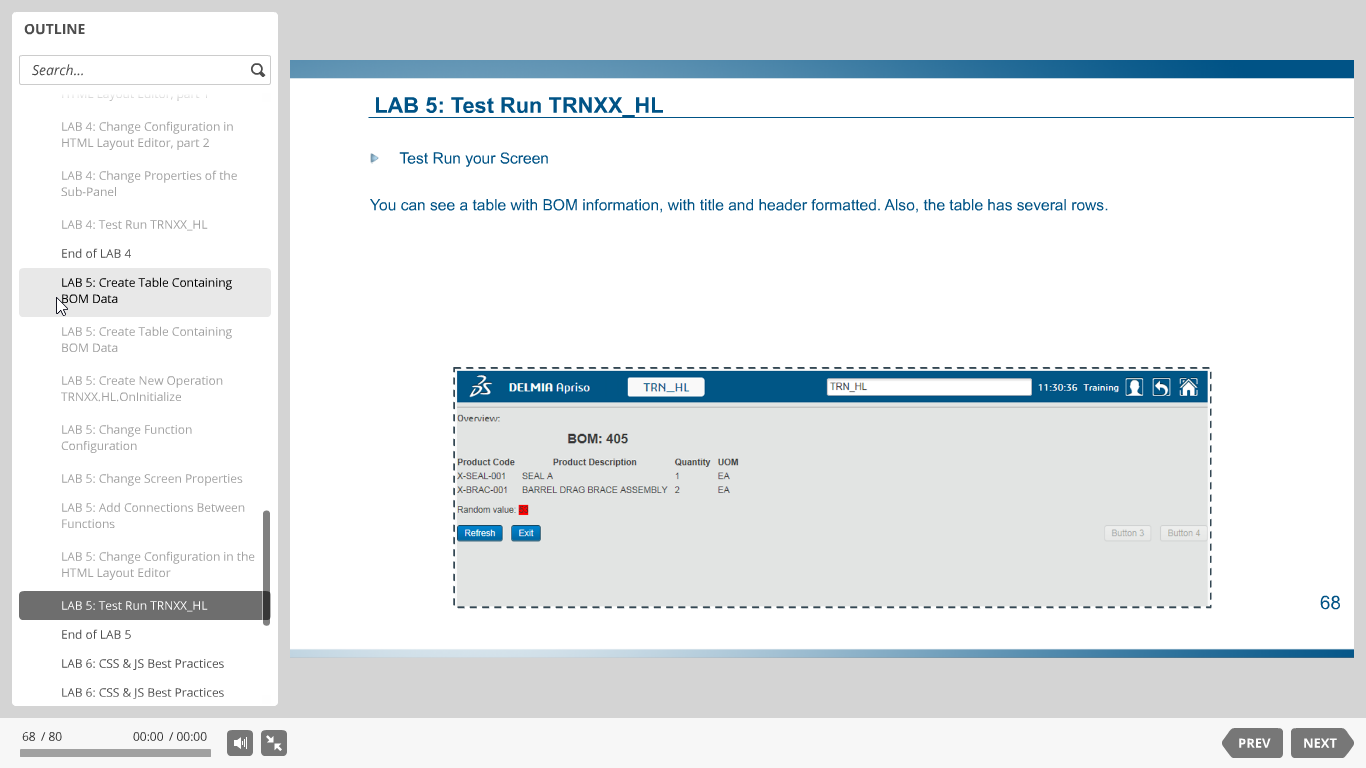 OUTLINE
Search...
HTML Layout Editor, part 1
LAB 4: Change Configuration in
HTML Layout Editor, part 2
LAB 4: Change Properties of the
Sub-Panel
LAB 4: Test Run TRNXX_HL
End of LAB 4
LAB 5: Create Table Containing
BOM Data
LAB 5: Create Table Containing
BOM Data
LAB 5: Create New Operation
TRNXX.HL.OnInitialize
LAB 5: Change Function
Configuration
LAB 5: Change Screen Properties
LAB 5: Add Connections Between
Functions
LAB 5: Change Configuration in the
HTML Layout Editor
LAB 5: Test Run TRNXX_HL
End of LAB 5
LAB 6: CSS & JS Best Practices
LAB 6: CSS & JS Best Practices
LAB 5: Test Run TRNXX_HL
Test Run your Screen
You can see a table with BOM information, with title and header formatted. Also, the table has several rows.
DELMIA Apriso TRN_HL TRN_HL 11:30:36 Training
Overview:
BOM: 405
Product Code Product Description Quantity UOM
X-SEAL-001 SEAL A 1 EA
X-BRAC-001 BARREL DRAG BRACE ASSEMBLY 2 EA
Random value:
Refresh Exit Button 3 Button 4
68
68 / 80 00:00 / 00:00
PREV NEXT